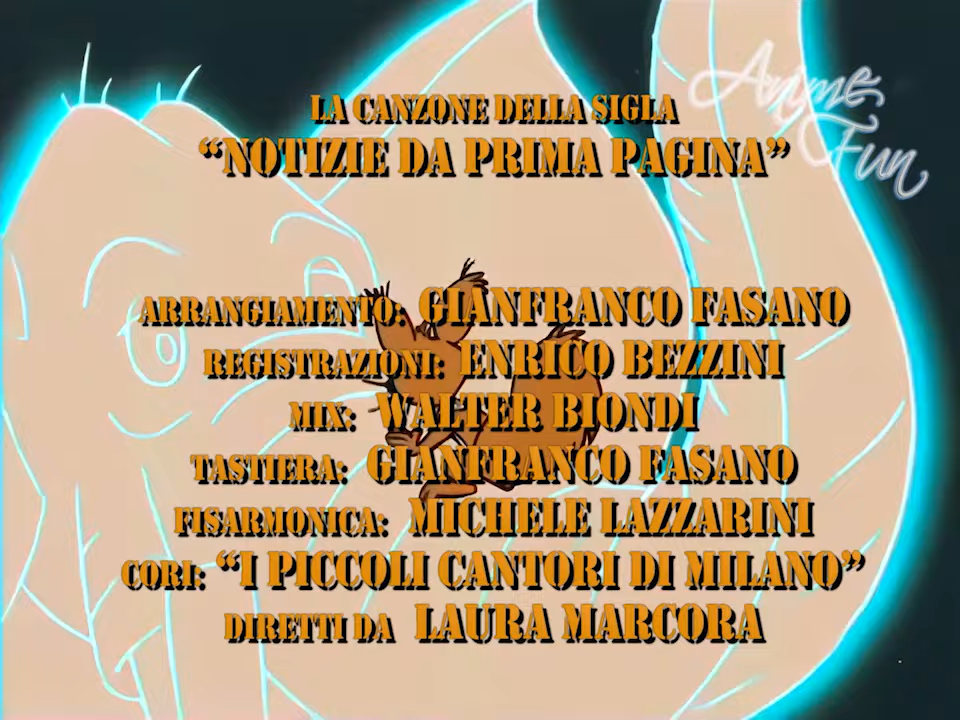 Anime
Fun
LA CANZONE DELLA SIGLA
“NOTIZIE DA PRIMA PAGINA”
ARRANGIAMENTO: GIANFRANCO FASANO
REGISTRAZIONI: ENRICO BEZZINI
MIX: WALTER BIONDI
TASTIERA: GIANFRANCO FASANO
FISARMONICA: MICHELE LAZZARINI
CORI: “I PICCOLI CANTORI DI MILANO”
DIRETTI DA LAURA MARCORA